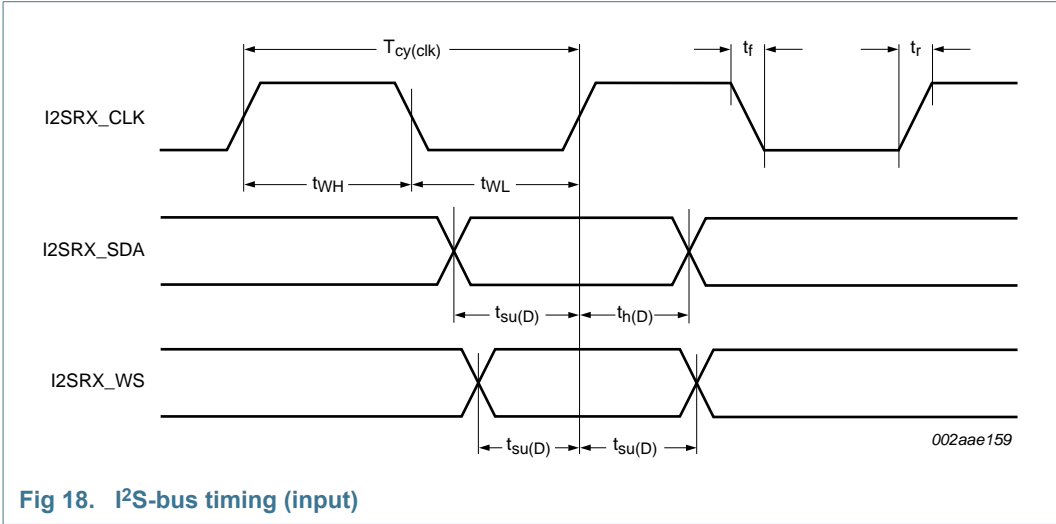 Tcy(clk)
tf
tr
I2SRX_CLK
tWH
tWL
I2SRX_SDA
tsu(D)
th(D)
I2SRX_WS
tsu(D)
tsu(D)
002aae159
Fig 18. I²S-bus timing (input)